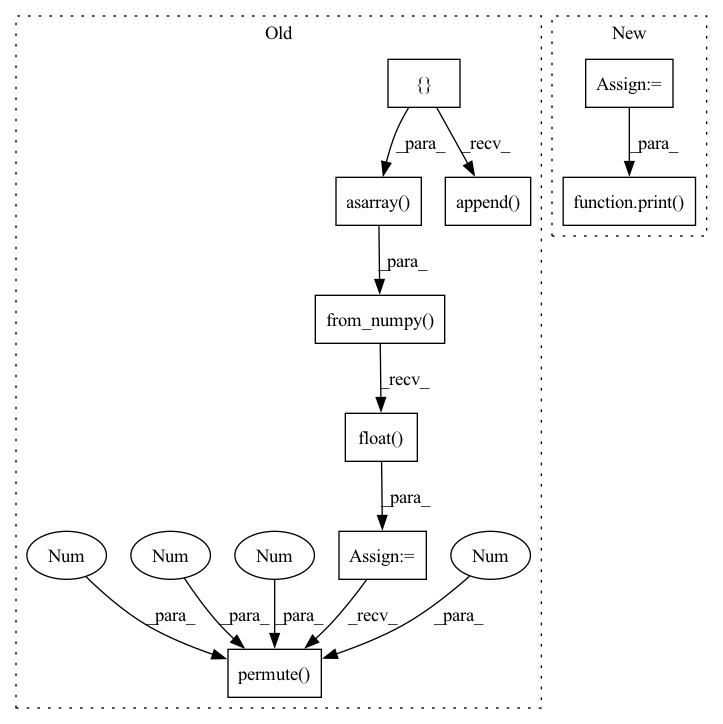 Old
New
{}
Assign:=
_para_
_recv_
_para_
asarray()
append()
function.print()
_para_
from_numpy()
_recv_
float()
_para_
Num
Num
Num
Assign:=
Num
_para_
_para_
_para_
_recv_
_para_
permute()